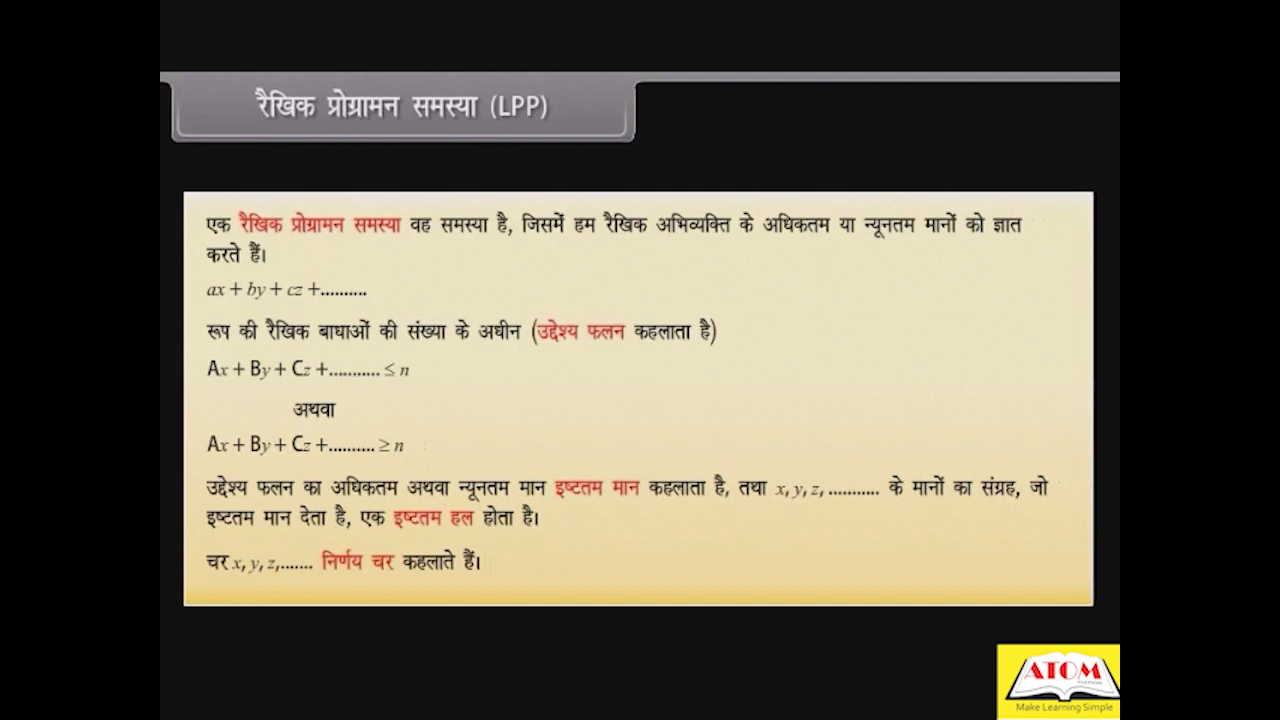 रैखिक प्रोग्रामन समस्या (LPP)
एक रैखिक प्रोग्रामन समस्या वह समस्या है, जिसमें हम रैखिक अभिव्यक्ति के अधिकतम या न्यूनतम मानों को ज्ञात
करते हैं।
ax + by + cz +..........
रूप की रैखिक बाधाओं की संख्या के अधीन (उद्देश्य फलन कहलाता है)
Ax + By + Cz +........... ≤ n
अथवा
Ax + By + Cz +.......... ≥ n
उद्देश्य फलन का अधिकतम अथवा न्यूनतम मान इष्टतम मान कहलाता है, तथा x, y, z, ........... के मानों का संग्रह, जो
इष्टतम मान देता है, एक इष्टतम हल होता है।
चर x, y, z,....... निर्णय चर कहलाते हैं।
ATOM
Make Learning Simple